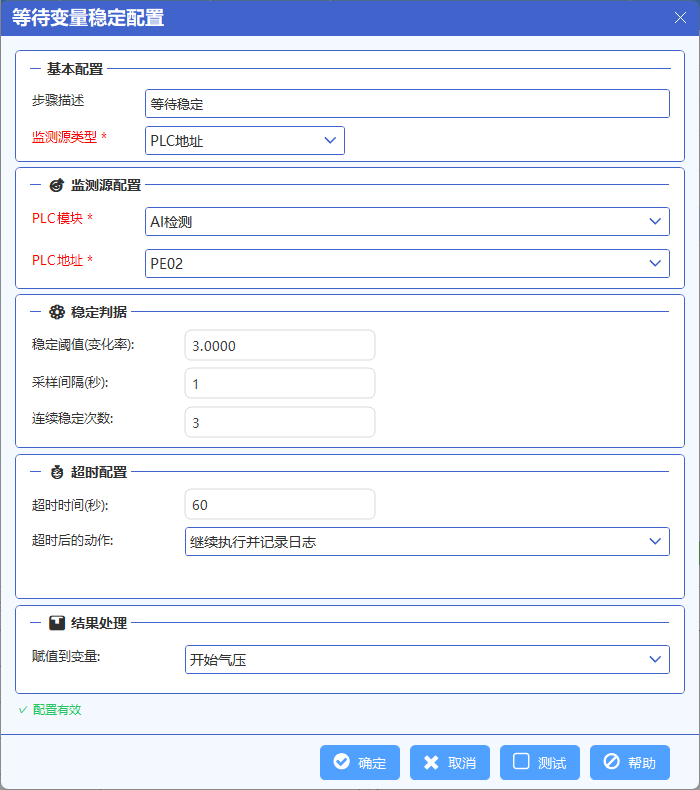 等待变量稳定配置
基本配置
步骤描述 等待稳定
监测源类型 * PLC地址
监测源配置
PLC模块 * AI检测
PLC地址 * PE02
稳定判据
稳定阈值(变化率): 3.0000
采样间隔(秒): 1
连续稳定次数: 3
超时配置
超时时间(秒): 60
超时后的动作: 继续执行并记录日志
结果处理
赋值到变量: 开始气压
✓ 配置有效
确定 取消 测试 帮助